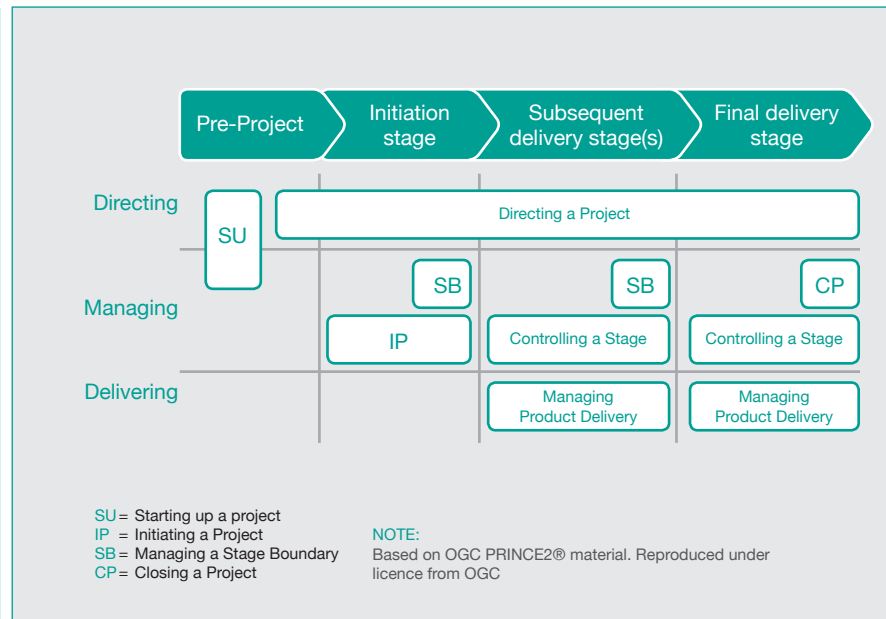 Pre-Project
Initiation
stage
Subsequent
delivery stage(s)
Final delivery
stage
Directing
SU
Directing a Project
Managing
SB
SB
CP
IP
Controlling a Stage
Controlling a Stage
Delivering
Managing
Product Delivery
Managing
Product Delivery
SU = Starting up a project
IP = Initiating a Project
SB = Managing a Stage Boundary
CP = Closing a Project
NOTE:
Based on OGC PRINCE2® material. Reproduced under
licence from OGC